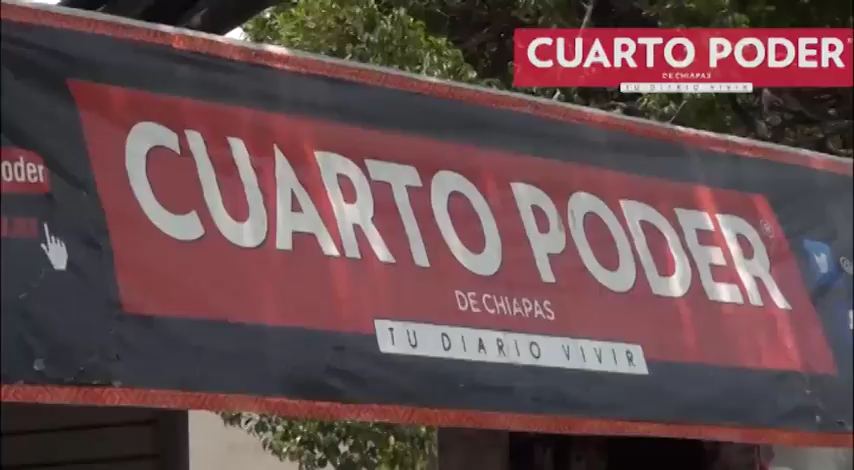 CUARTO PODER
DE CHIAPAS
TU DIARIO VIVIR
oder
CUARTO PODER®
DE CHIAPAS
TU DIARIO VIVIR